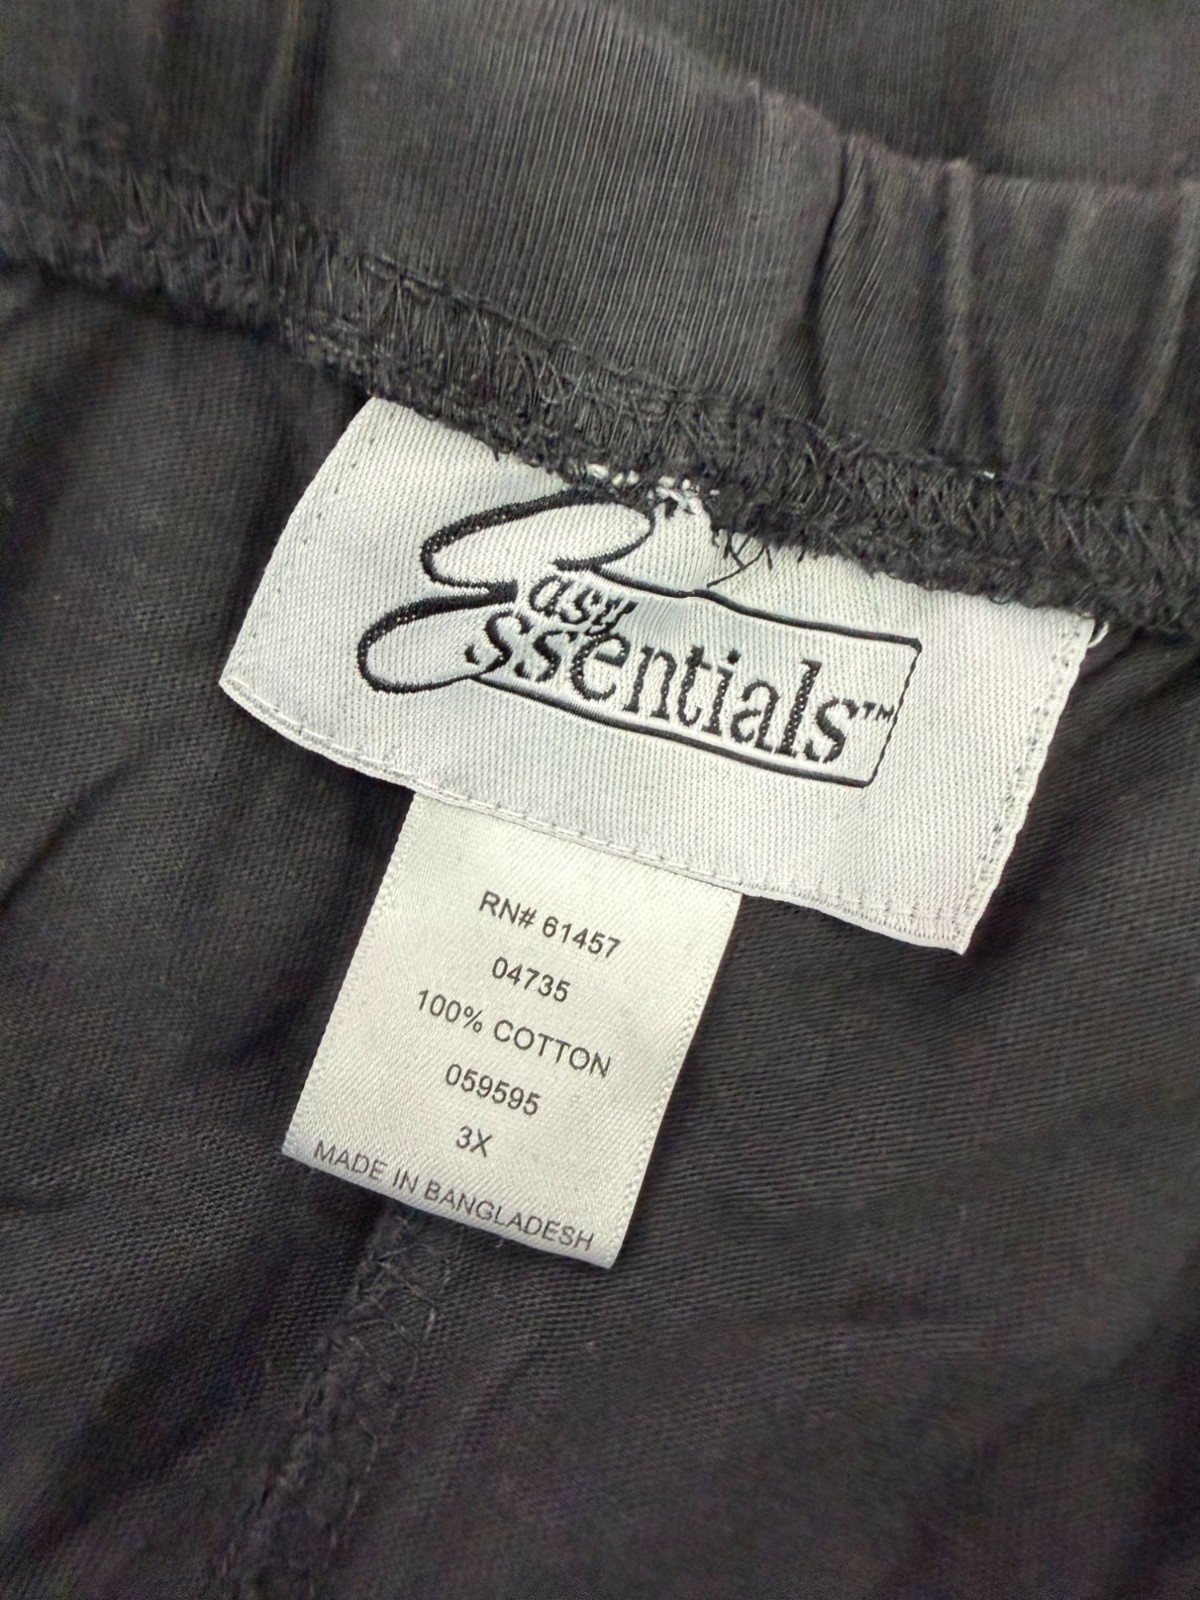 Easy
Essentials™
RN# 61457
04735
100% COTTON
059595
3X
MADE IN BANGLADESH